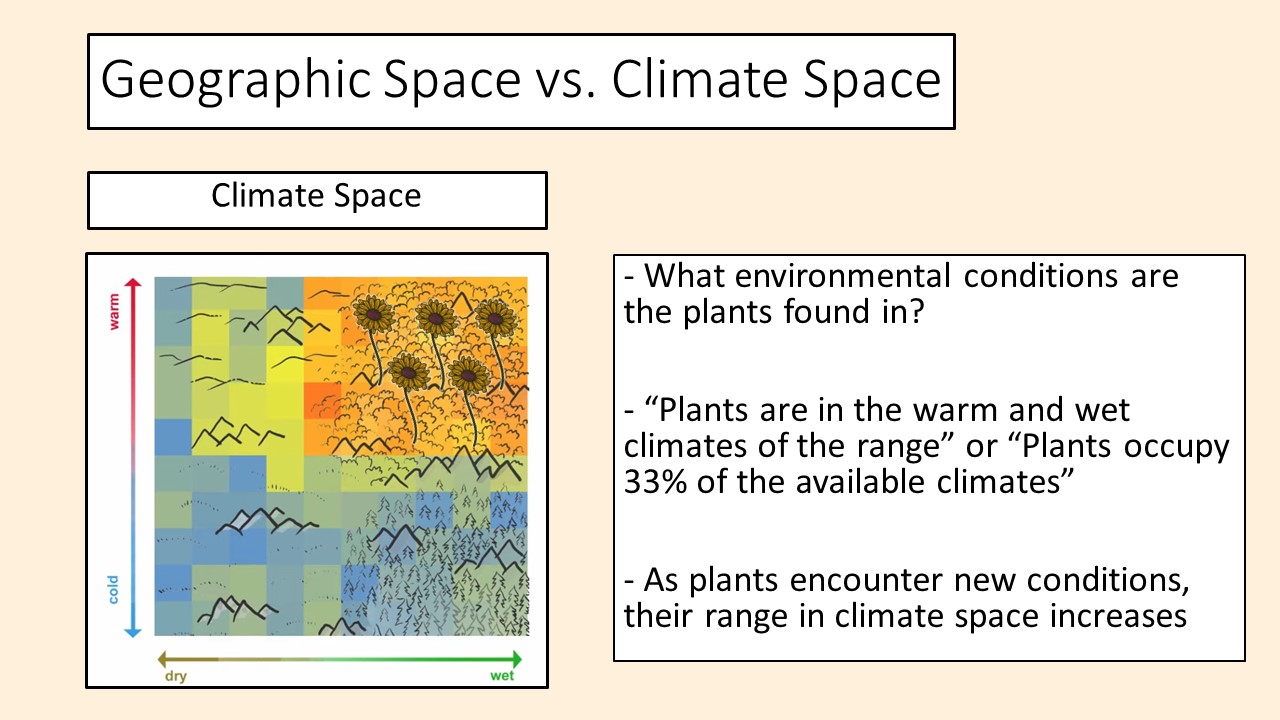 Geographic Space vs. Climate Space
Climate Space
warm
cold
dry
wet
- What environmental conditions are
the plants found in?
- “Plants are in the warm and wet
climates of the range” or “Plants occupy
33% of the available climates”
- As plants encounter new conditions,
their range in climate space increases